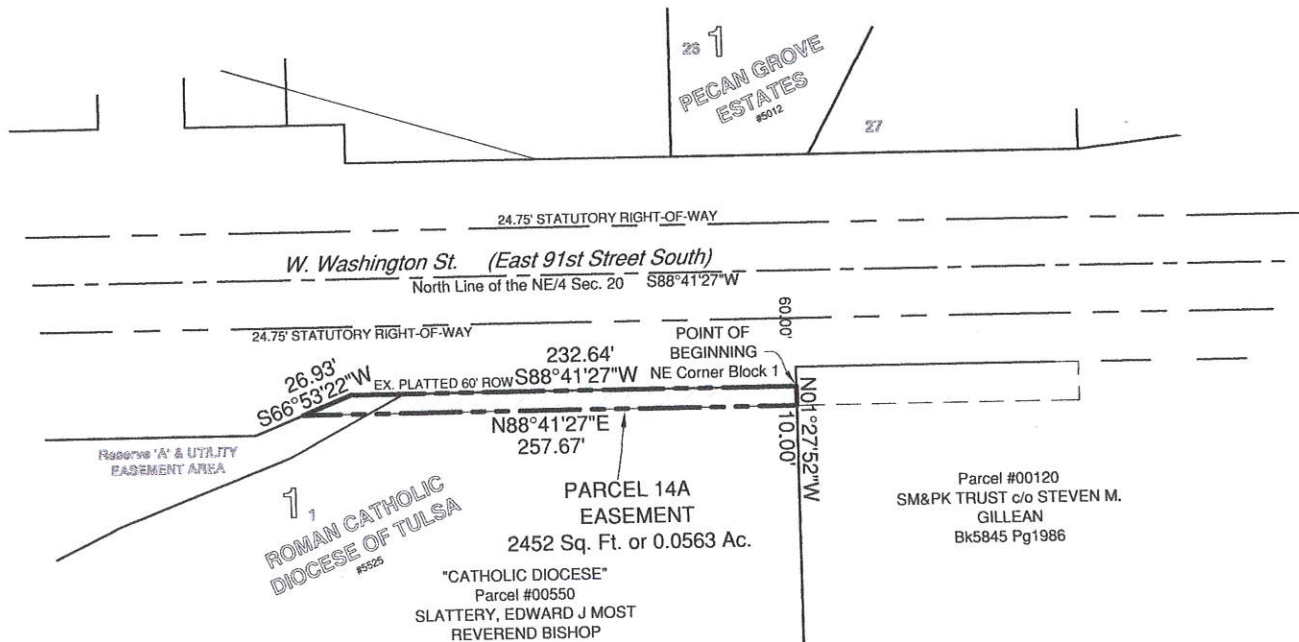 26 1
PECAN GROVE
ESTATES
#5012
27
24.75' STATUTORY RIGHT-OF-WAY
W. Washington St. (East 91st Street South)
North Line of the NE/4 Sec. 20 S88°41'27"W
24.75' STATUTORY RIGHT-OF-WAY
60.00'
POINT OF
BEGINNING
NE Corner Block 1
26.93'
S66°53'22"W
EX. PLATTED 60' ROW
232.64'
S88°41'27"W
N88°41'27"E
257.67'
10.00'
N01°27'52"W
Reserve 'A' & UTILITY
EASEMENT AREA
1 1
ROMAN CATHOLIC
DIOCESE OF TULSA
#5525
PARCEL 14A
EASEMENT
2452 Sq. Ft. or 0.0563 Ac.
"CATHOLIC DIOCESE"
Parcel #00550
SLATTERY, EDWARD J MOST
REVEREND BISHOP
Parcel #00120
SM&PK TRUST c/o STEVEN M.
GILLEAN
Bk5845 Pg1986